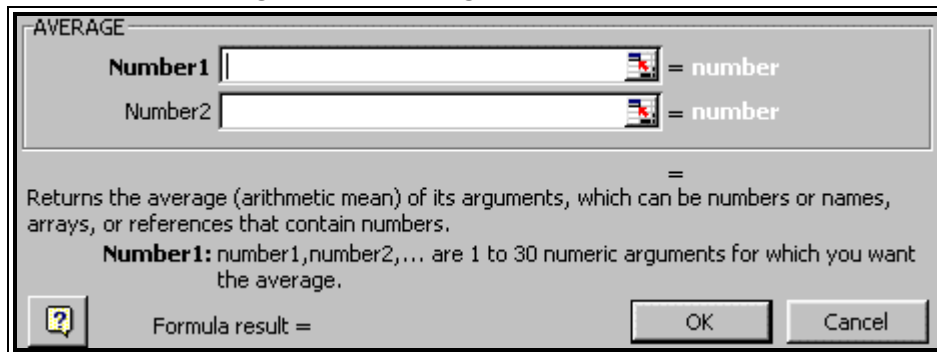 AVERAGE
Number1 = number
Number2 = number
=
Returns the average (arithmetic mean) of its arguments, which can be numbers or names,
arrays, or references that contain numbers.
Number1: number1,number2,... are 1 to 30 numeric arguments for which you want
the average.
? Formula result = OK Cancel